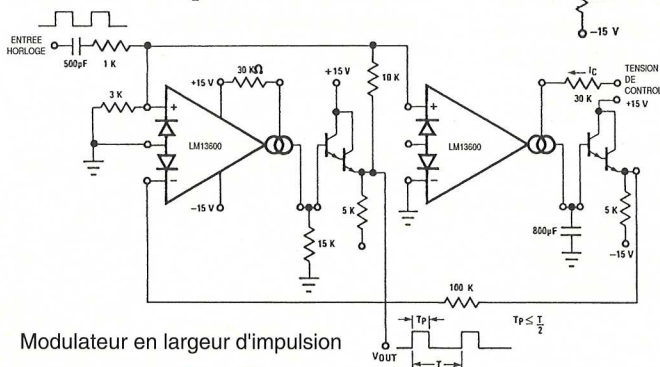 –15 V
ENTREE
HORLOGE
500pF
1 K
3 K
+
–
LM13600
+15 V
30 KΩ
–15 V
+15 V
10 K
15 K
5 K
+
–
LM13600
I_C
30 K
TENSION
DE
CONTROL
+15 V
800pF
5 K
–15 V
100 K
Modulateur en largeur d'impulsion
VOUT
TP
T
TP ≤ T/2